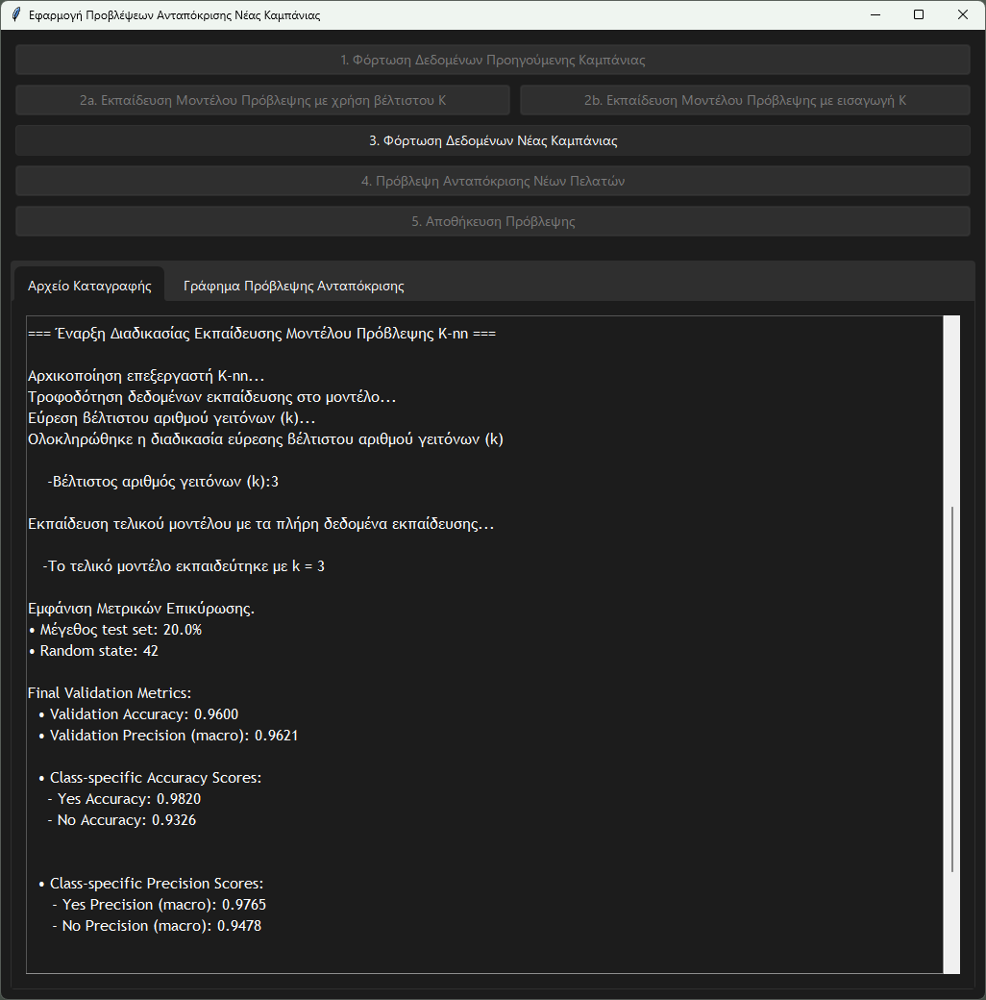 Εφαρμογή Προβλέψεων Ανταπόκρισης Νέας Καμπάνιας
1. Φόρτωση Δεδομένων Προηγούμενης Καμπάνιας
2a. Εκπαίδευση Μοντέλου Πρόβλεψης με χρήση βέλτιστου Κ
2b. Εκπαίδευση Μοντέλου Πρόβλεψης με εισαγωγή Κ
3. Φόρτωση Δεδομένων Νέας Καμπάνιας
4. Πρόβλεψη Ανταπόκρισης Νέων Πελατών
5. Αποθήκευση Πρόβλεψης
Αρχείο Καταγραφής
Γράφημα Πρόβλεψης Ανταπόκρισης
=== Έναρξη Διαδικασίας Εκπαίδευσης Μοντέλου Πρόβλεψης K-nn ===
Αρχικοποίηση επεξεργαστή K-nn...
Τροφοδότηση δεδομένων εκπαίδευσης στο μοντέλο...
Εύρεση βέλτιστου αριθμού γειτόνων (k)...
Ολοκληρώθηκε η διαδικασία εύρεσης βέλτιστου αριθμού γειτόνων (k)
-Βέλτιστος αριθμός γειτόνων (k):3
Εκπαίδευση τελικού μοντέλου με τα πλήρη δεδομένα εκπαίδευσης...
-Το τελικό μοντέλο εκπαιδεύτηκε με k = 3
Εμφάνιση Μετρικών Επικύρωσης.
• Μέγεθος test set: 20.0%
• Random state: 42
Final Validation Metrics:
• Validation Accuracy: 0.9600
• Validation Precision (macro): 0.9621
• Class-specific Accuracy Scores:
- Yes Accuracy: 0.9820
- No Accuracy: 0.9326
• Class-specific Precision Scores:
- Yes Precision (macro): 0.9765
- No Precision (macro): 0.9478